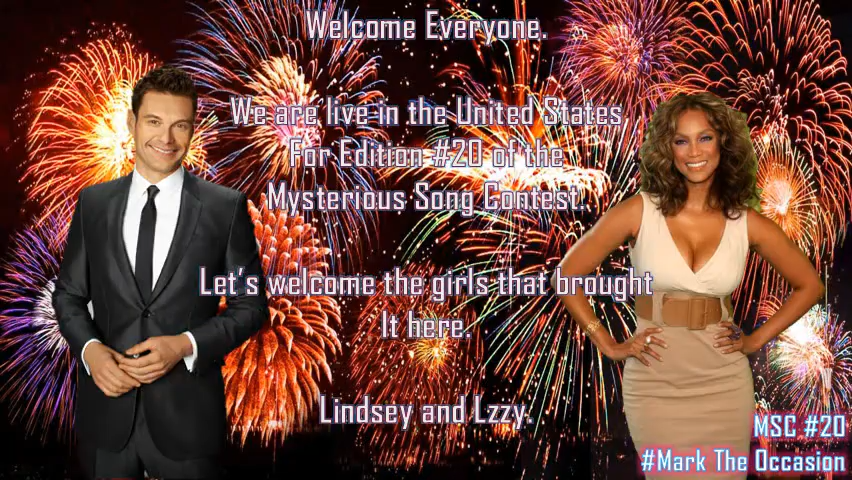 Welcome Everyone.
We are live in the United States
For Edition #20 of the
Mysterious Song Contest.
Let's welcome the girls that brought
It here.
Lindsey and Lzzy.
MSC #20
#Mark The Occasion